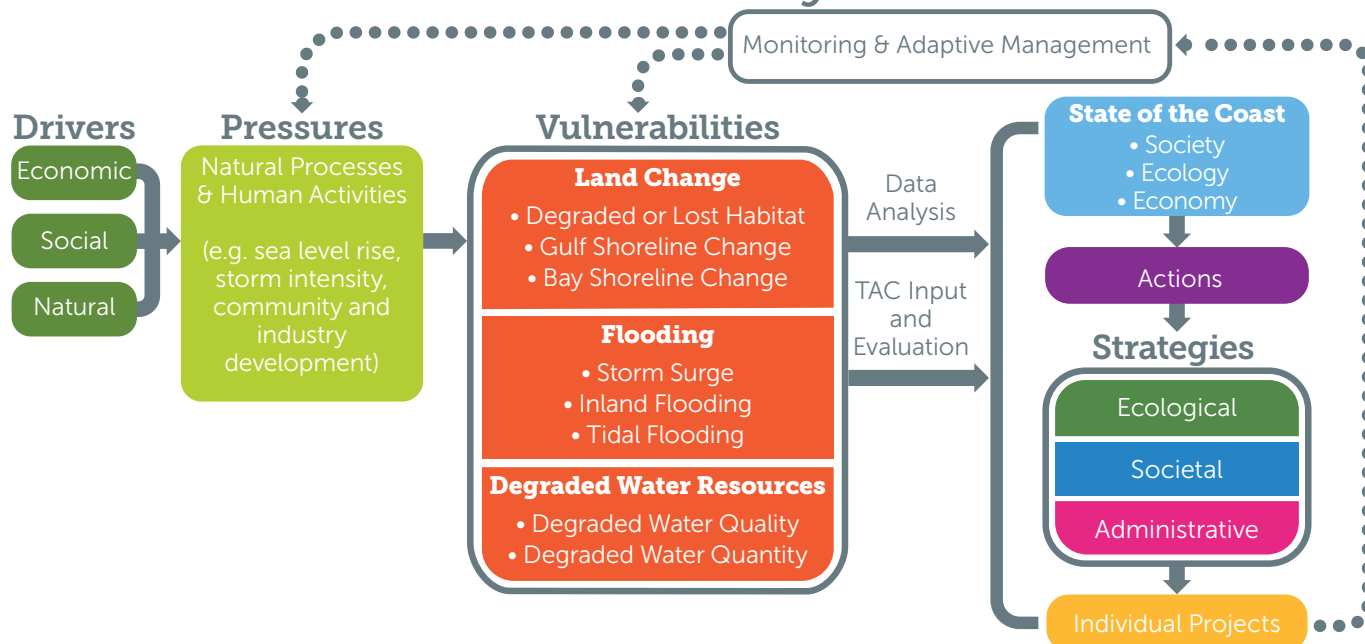 Monitoring & Adaptive Management
Drivers
Economic
Social
Natural
Pressures
Natural Processes
& Human Activities
(e.g. sea level rise,
storm intensity,
community and
industry
development)
Vulnerabilities
Land Change
• Degraded or Lost Habitat
• Gulf Shoreline Change
• Bay Shoreline Change
Flooding
• Storm Surge
• Inland Flooding
• Tidal Flooding
Degraded Water Resources
• Degraded Water Quality
• Degraded Water Quantity
Data
Analysis
TAC Input
and
Evaluation
State of the Coast
• Society
• Ecology
• Economy
Actions
Strategies
Ecological
Societal
Administrative
Individual Projects